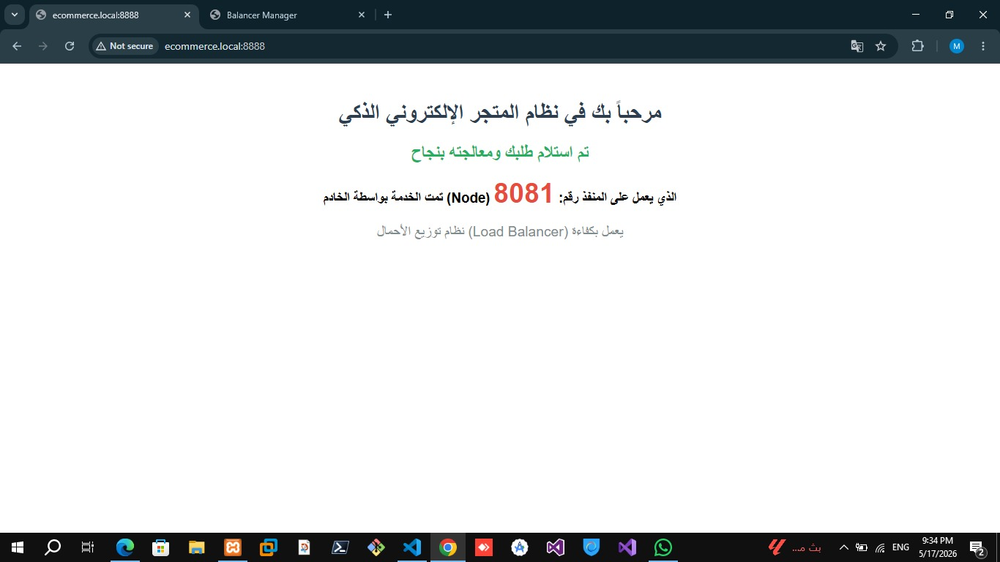 ecommerce.local:8888
Balancer Manager
Not secure
ecommerce.local:8888
M
مرحباً بك في نظام المتجر الإلكتروني الذكي
تم استلام طلبك ومعالجته بنجاح
تمت الخدمة بواسطة الخادم (Node) 8081 الذي يعمل على المنفذ رقم:
نظام توزيع الأحمال (Load Balancer) يعمل بكفاءة
بث مـ...
ENG
9:34 PM
5/17/2026
2